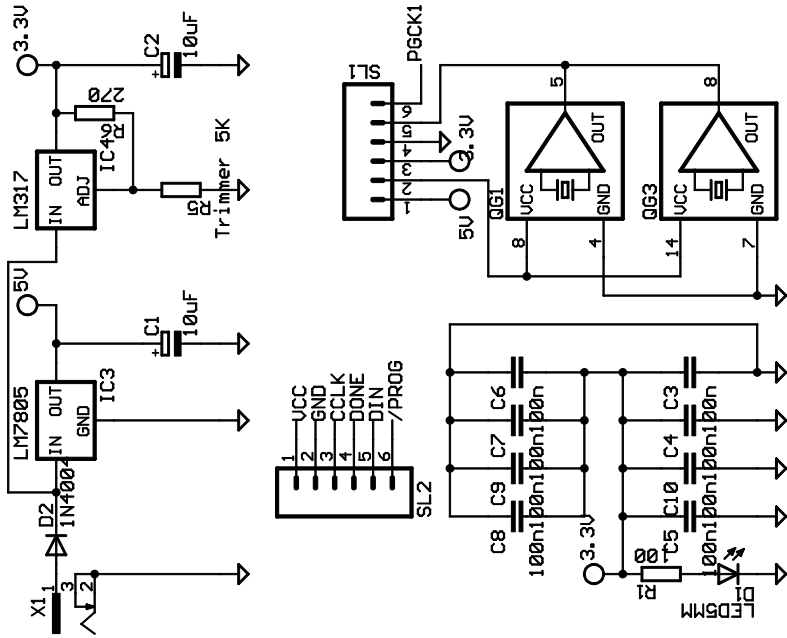 3.3V
C2
10uF
+
270
R6
IC4
LM317
OUT
IN
ADJ
R5
Trimmer 5K
5V
C1
10uF
+
LM7805
OUT
IN
GND
IC3
D2
1N4004
X1
1
3
2
SL1
PGCK1
6
5
4
3
2
1
3.3V
5V
QG1
VCC
GND
OUT
5
8
4
QG3
VCC
GND
OUT
8
14
7
VCC
GND
CCLK
DONE
DIN
/PROG
1
2
3
4
5
6
SL2
C6
100n
C7
100n
C9
100n
C8
100n
C3
100n
C4
100n
C10
100n
C5
100n
3.3V
R1
100
D1
LED5MM